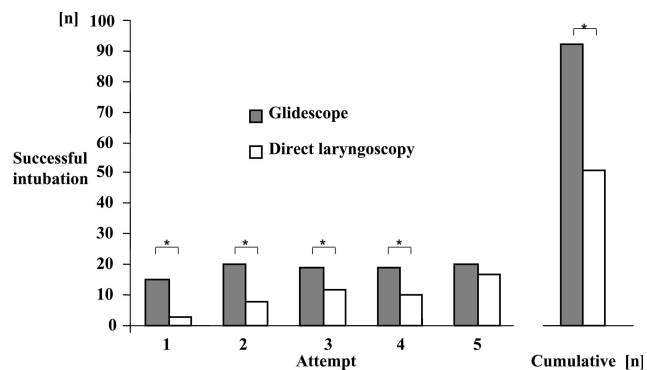 [n]
100
90
80
70
60
50
40
30
20
10
0
Successful
intubation
Glidescope
Direct laryngoscopy
* * * * *
1 2 3 4 5
Attempt
Cumulative [n]